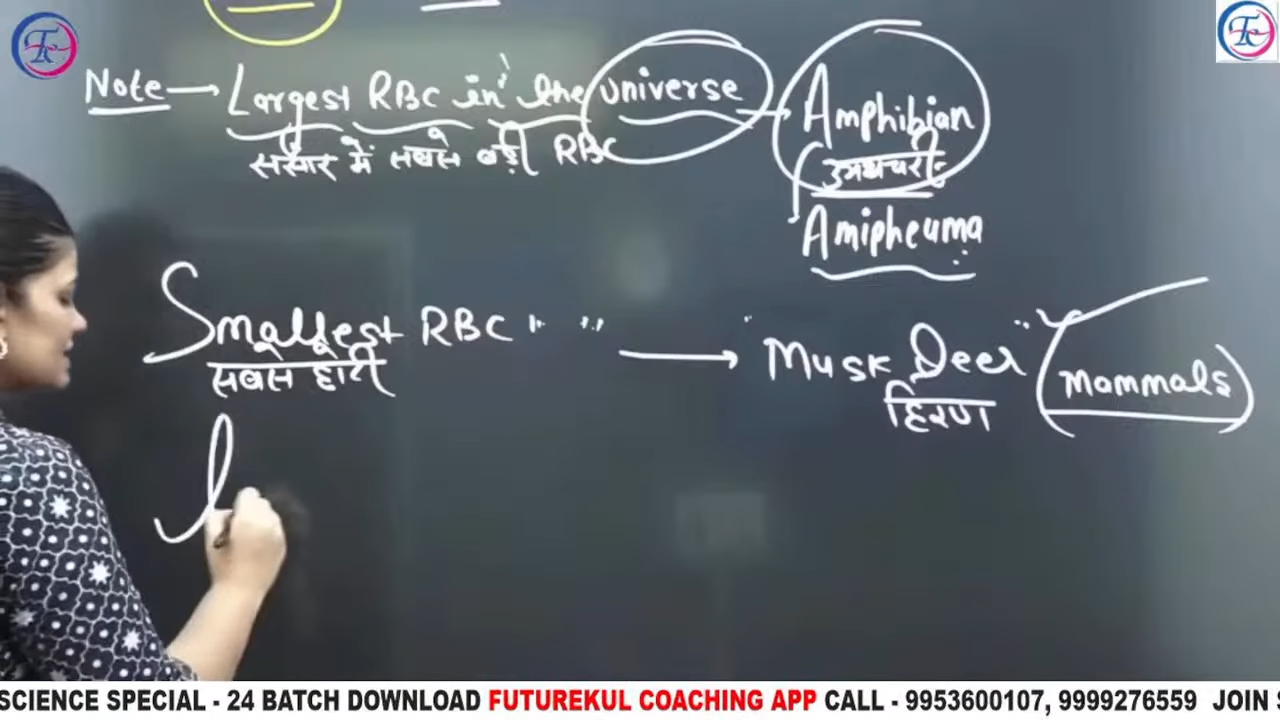 Note → Largest RBC in the universe — Amphibian
संसार में सबसे बड़ी RBC
उभयचर
Amipheuma
Smallest RBC " " → Musk Deer (mammals)
सबसे छोटी
हिरण
SCIENCE SPECIAL - 24 BATCH DOWNLOAD FUTUREKUL COACHING APP CALL - 9953600107, 9999276559 JOIN